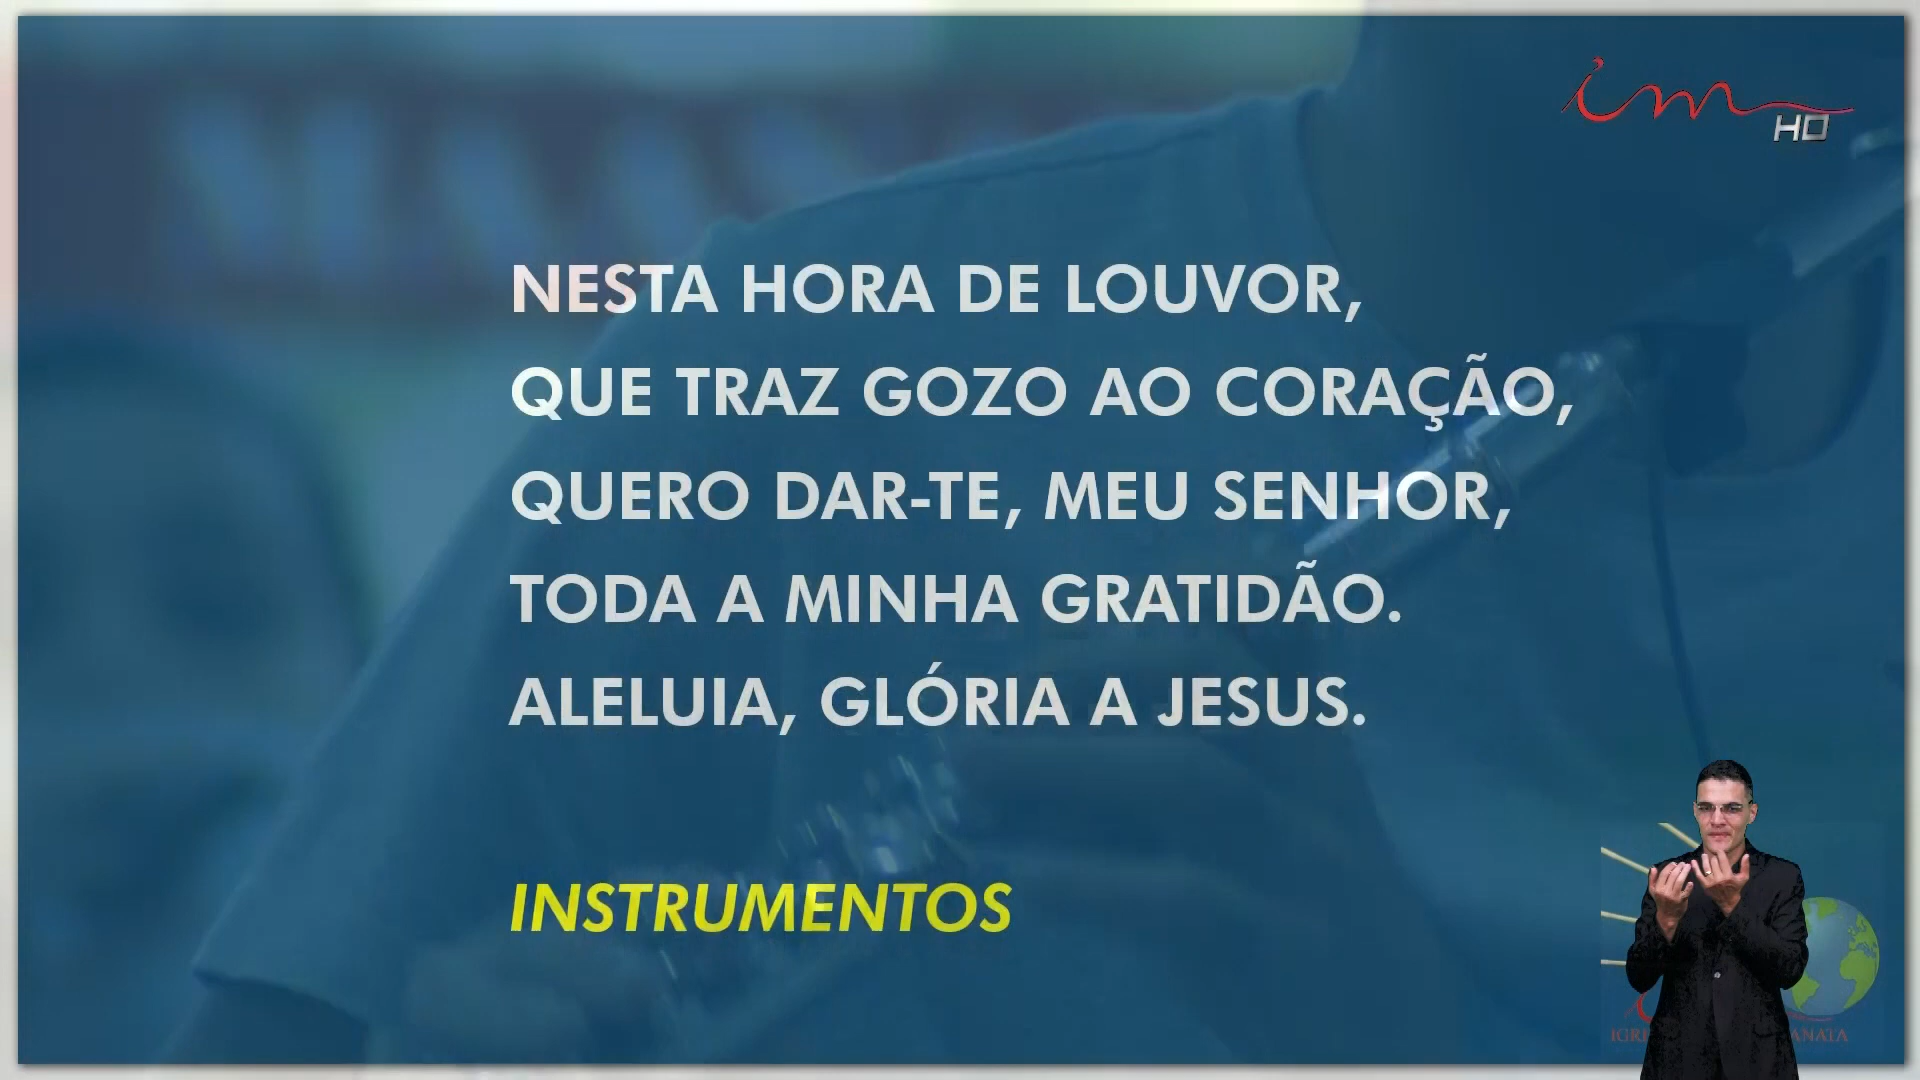 im
HD
NESTA HORA DE LOUVOR,
QUE TRAZ GOZO AO CORAÇÃO,
QUERO DAR-TE, MEU SENHOR,
TODA A MINHA GRATIDÃO.
ALELUIA, GLÓRIA A JESUS.
INSTRUMENTOS